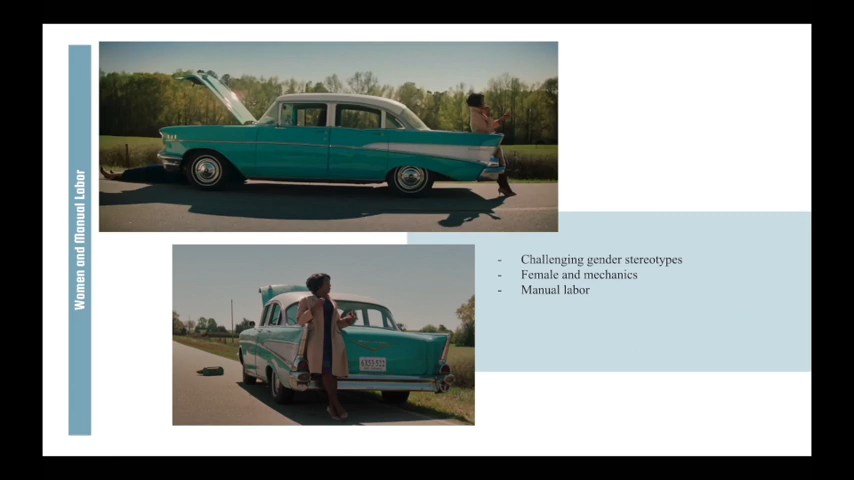 Women and Manual Labor
- Challenging gender stereotypes
- Female and mechanics
- Manual labor